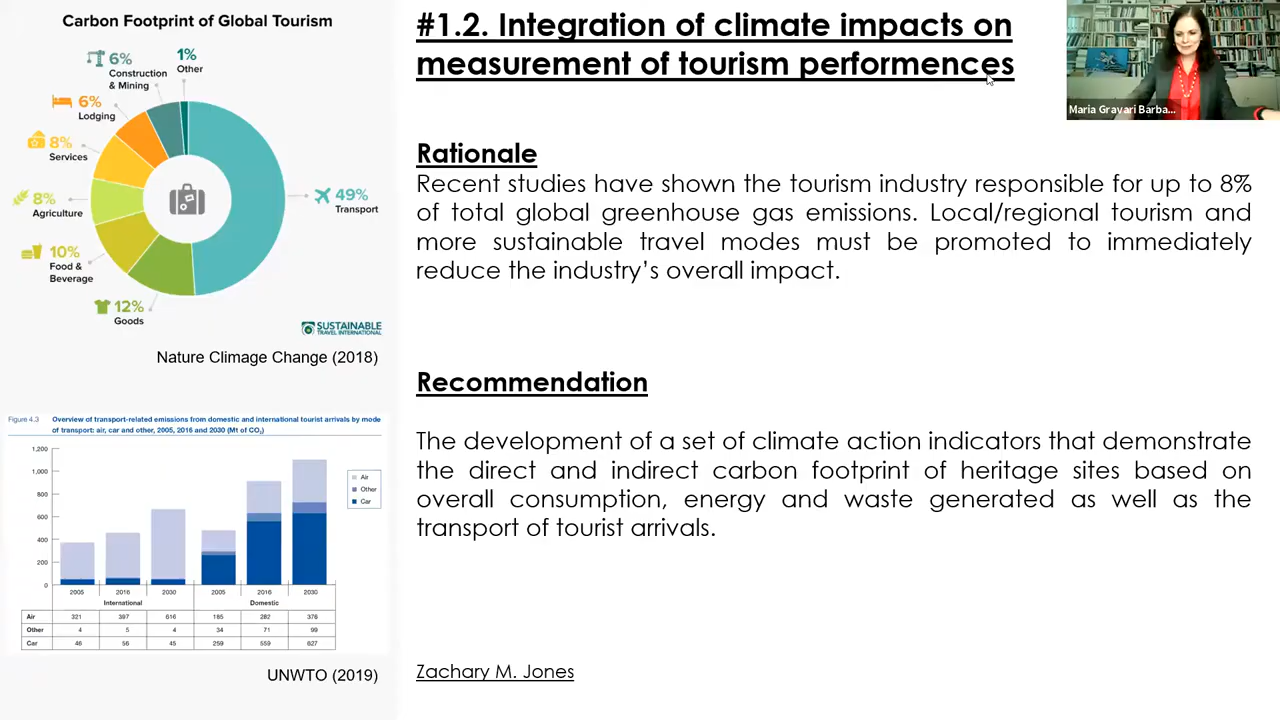 Carbon Footprint of Global Tourism
1%
Other
6%
Construction
& Mining
6%
Lodging
8%
Services
8%
Agriculture
10%
Food &
Beverage
12%
Goods
49%
Transport
SUSTAINABLE
TRAVEL INTERNATIONAL
Nature Climage Change (2018)
Figure 4.3 Overview of transport-related emissions from domestic and international tourist arrivals by mode
of transport: air, car and other, 2005, 2016 and 2030 (Mt of CO₂)
1,200
1,000
800
600
400
200
0
Air
Other
Car
2005 2016 2030 2005 2016 2030
International Domestic
Air 321 397 616 185 282 376
Other 4 5 4 34 71 99
Car 46 56 45 259 559 627
UNWTO (2019)
#1.2. Integration of climate impacts on
measurement of tourism performences
Rationale
Recent studies have shown the tourism industry responsible for up to 8%
of total global greenhouse gas emissions. Local/regional tourism and
more sustainable travel modes must be promoted to immediately
reduce the industry's overall impact.
Recommendation
The development of a set of climate action indicators that demonstrate
the direct and indirect carbon footprint of heritage sites based on
overall consumption, energy and waste generated as well as the
transport of tourist arrivals.
Zachary M. Jones
Maria Gravari Barba...